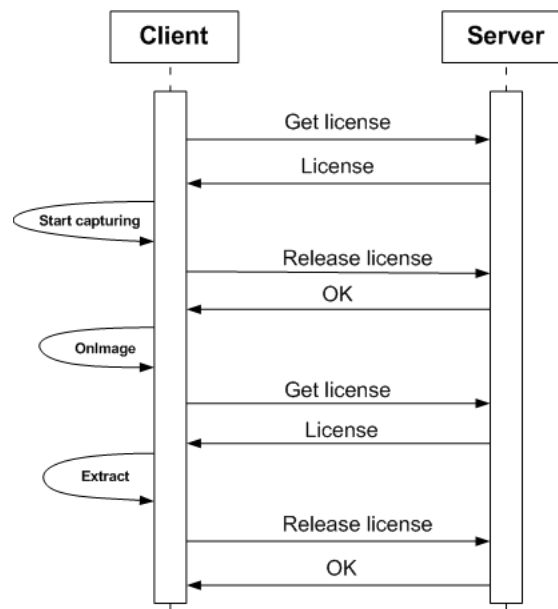 Client
Server
Get license
License
Start capturing
Release license
OK
OnImage
Get license
License
Extract
Release license
OK